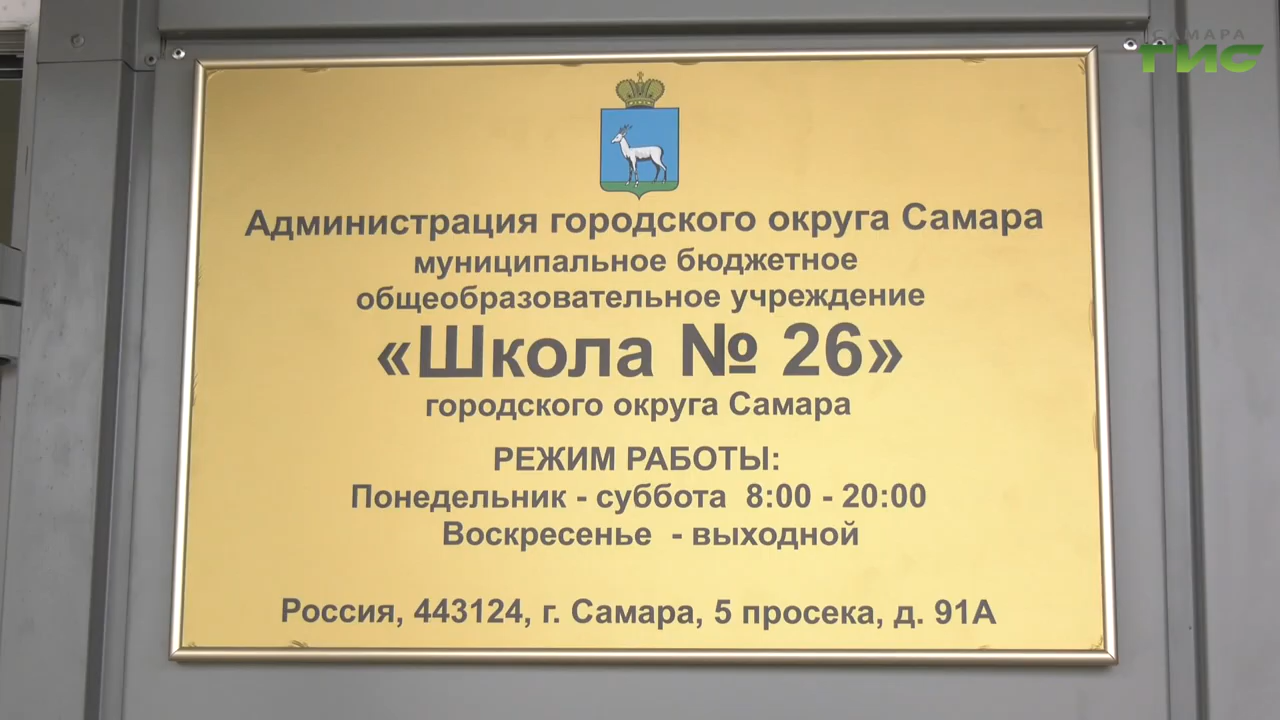 САМАРА
ГИС
Администрация городского округа Самара
муниципальное бюджетное
общеобразовательное учреждение
«Школа № 26»
городского округа Самара
РЕЖИМ РАБОТЫ:
Понедельник - суббота 8:00 - 20:00
Воскресенье - выходной
Россия, 443124, г. Самара, 5 просека, д. 91А